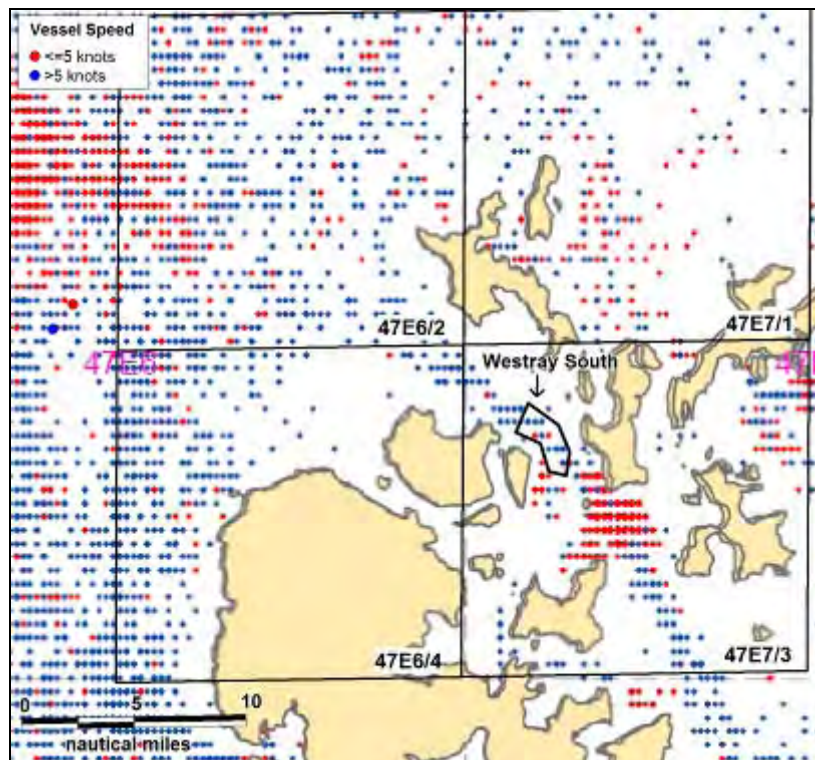 Vessel Speed
<=5 knots
>5 knots
47E6/2
47E7/1
47E6
47
Westray South
47E6/4
47E7/3
0 5 10
nautical miles